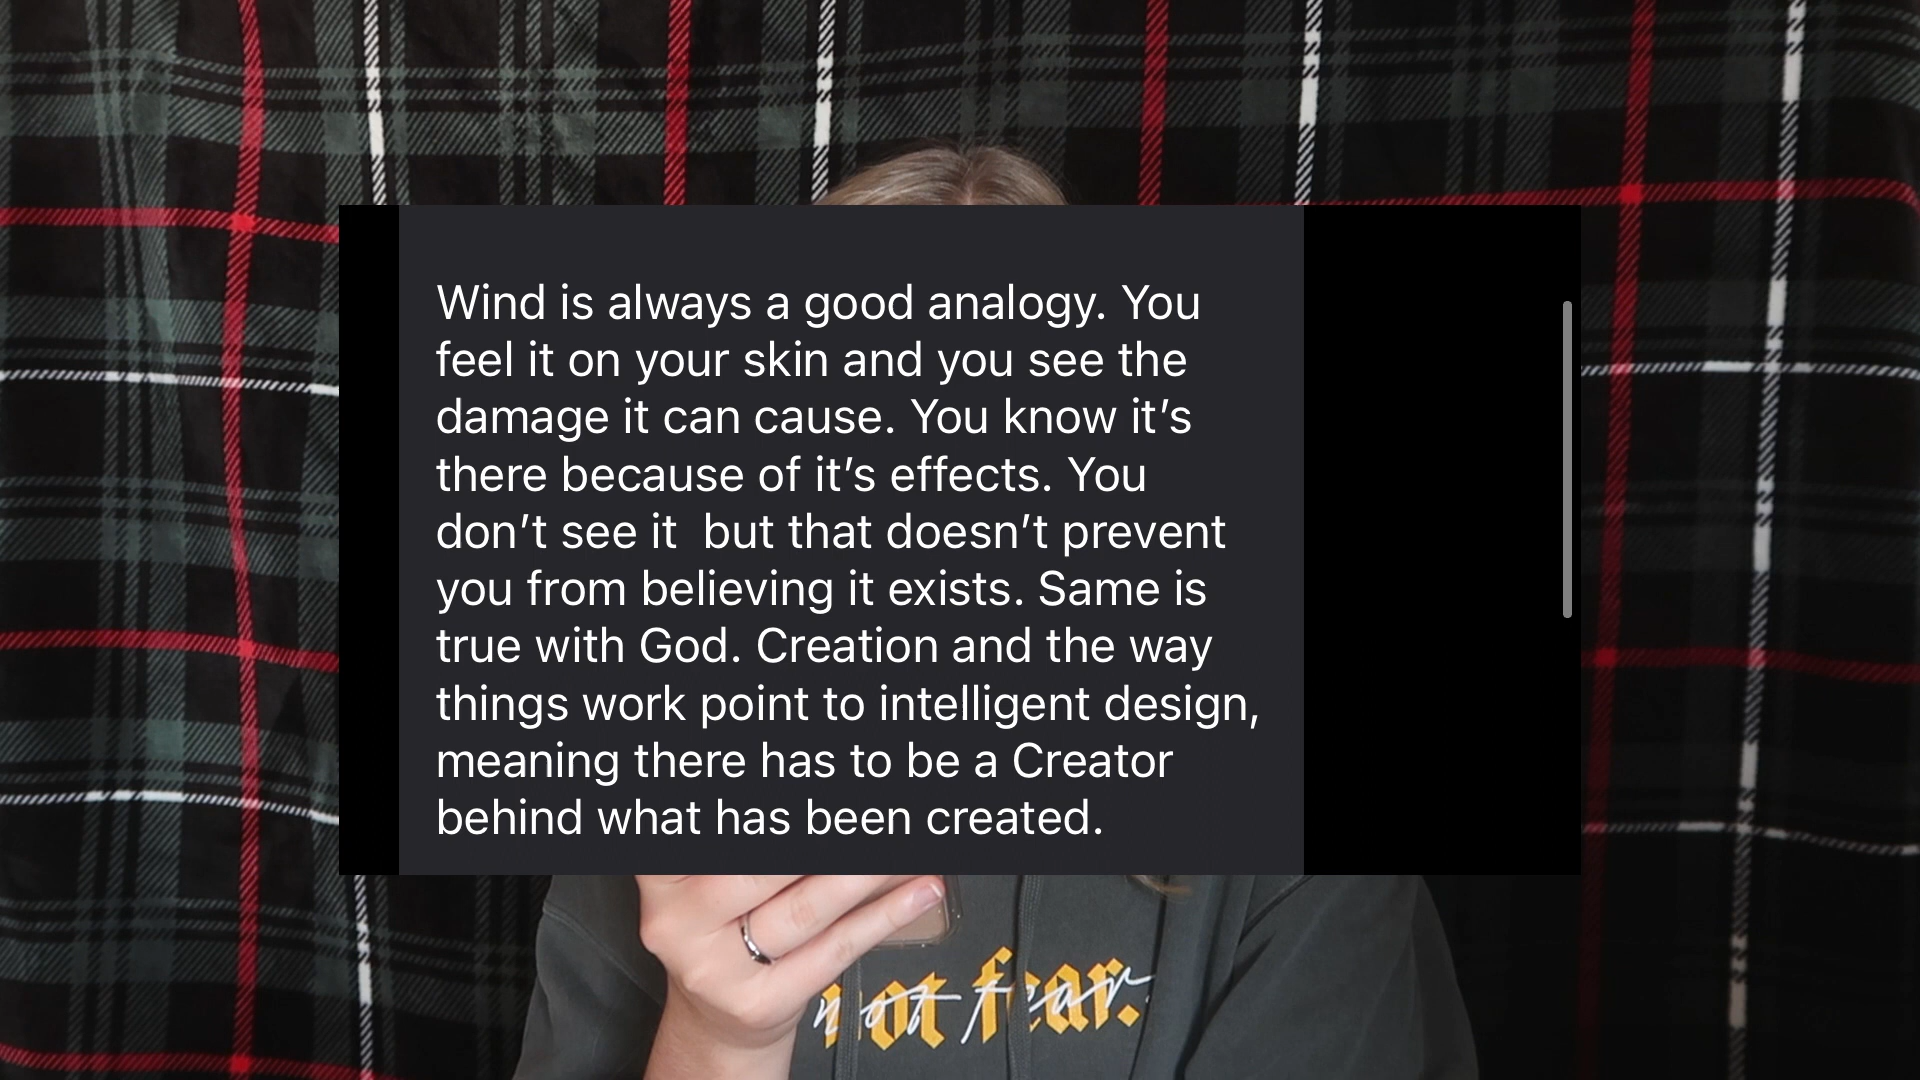 Wind is always a good analogy. You
feel it on your skin and you see the
damage it can cause. You know it’s
there because of it’s effects. You
don’t see it  but that doesn’t prevent
you from believing it exists. Same is
true with God. Creation and the way
things work point to intelligent design,
meaning there has to be a Creator
behind what has been created.
not fear.